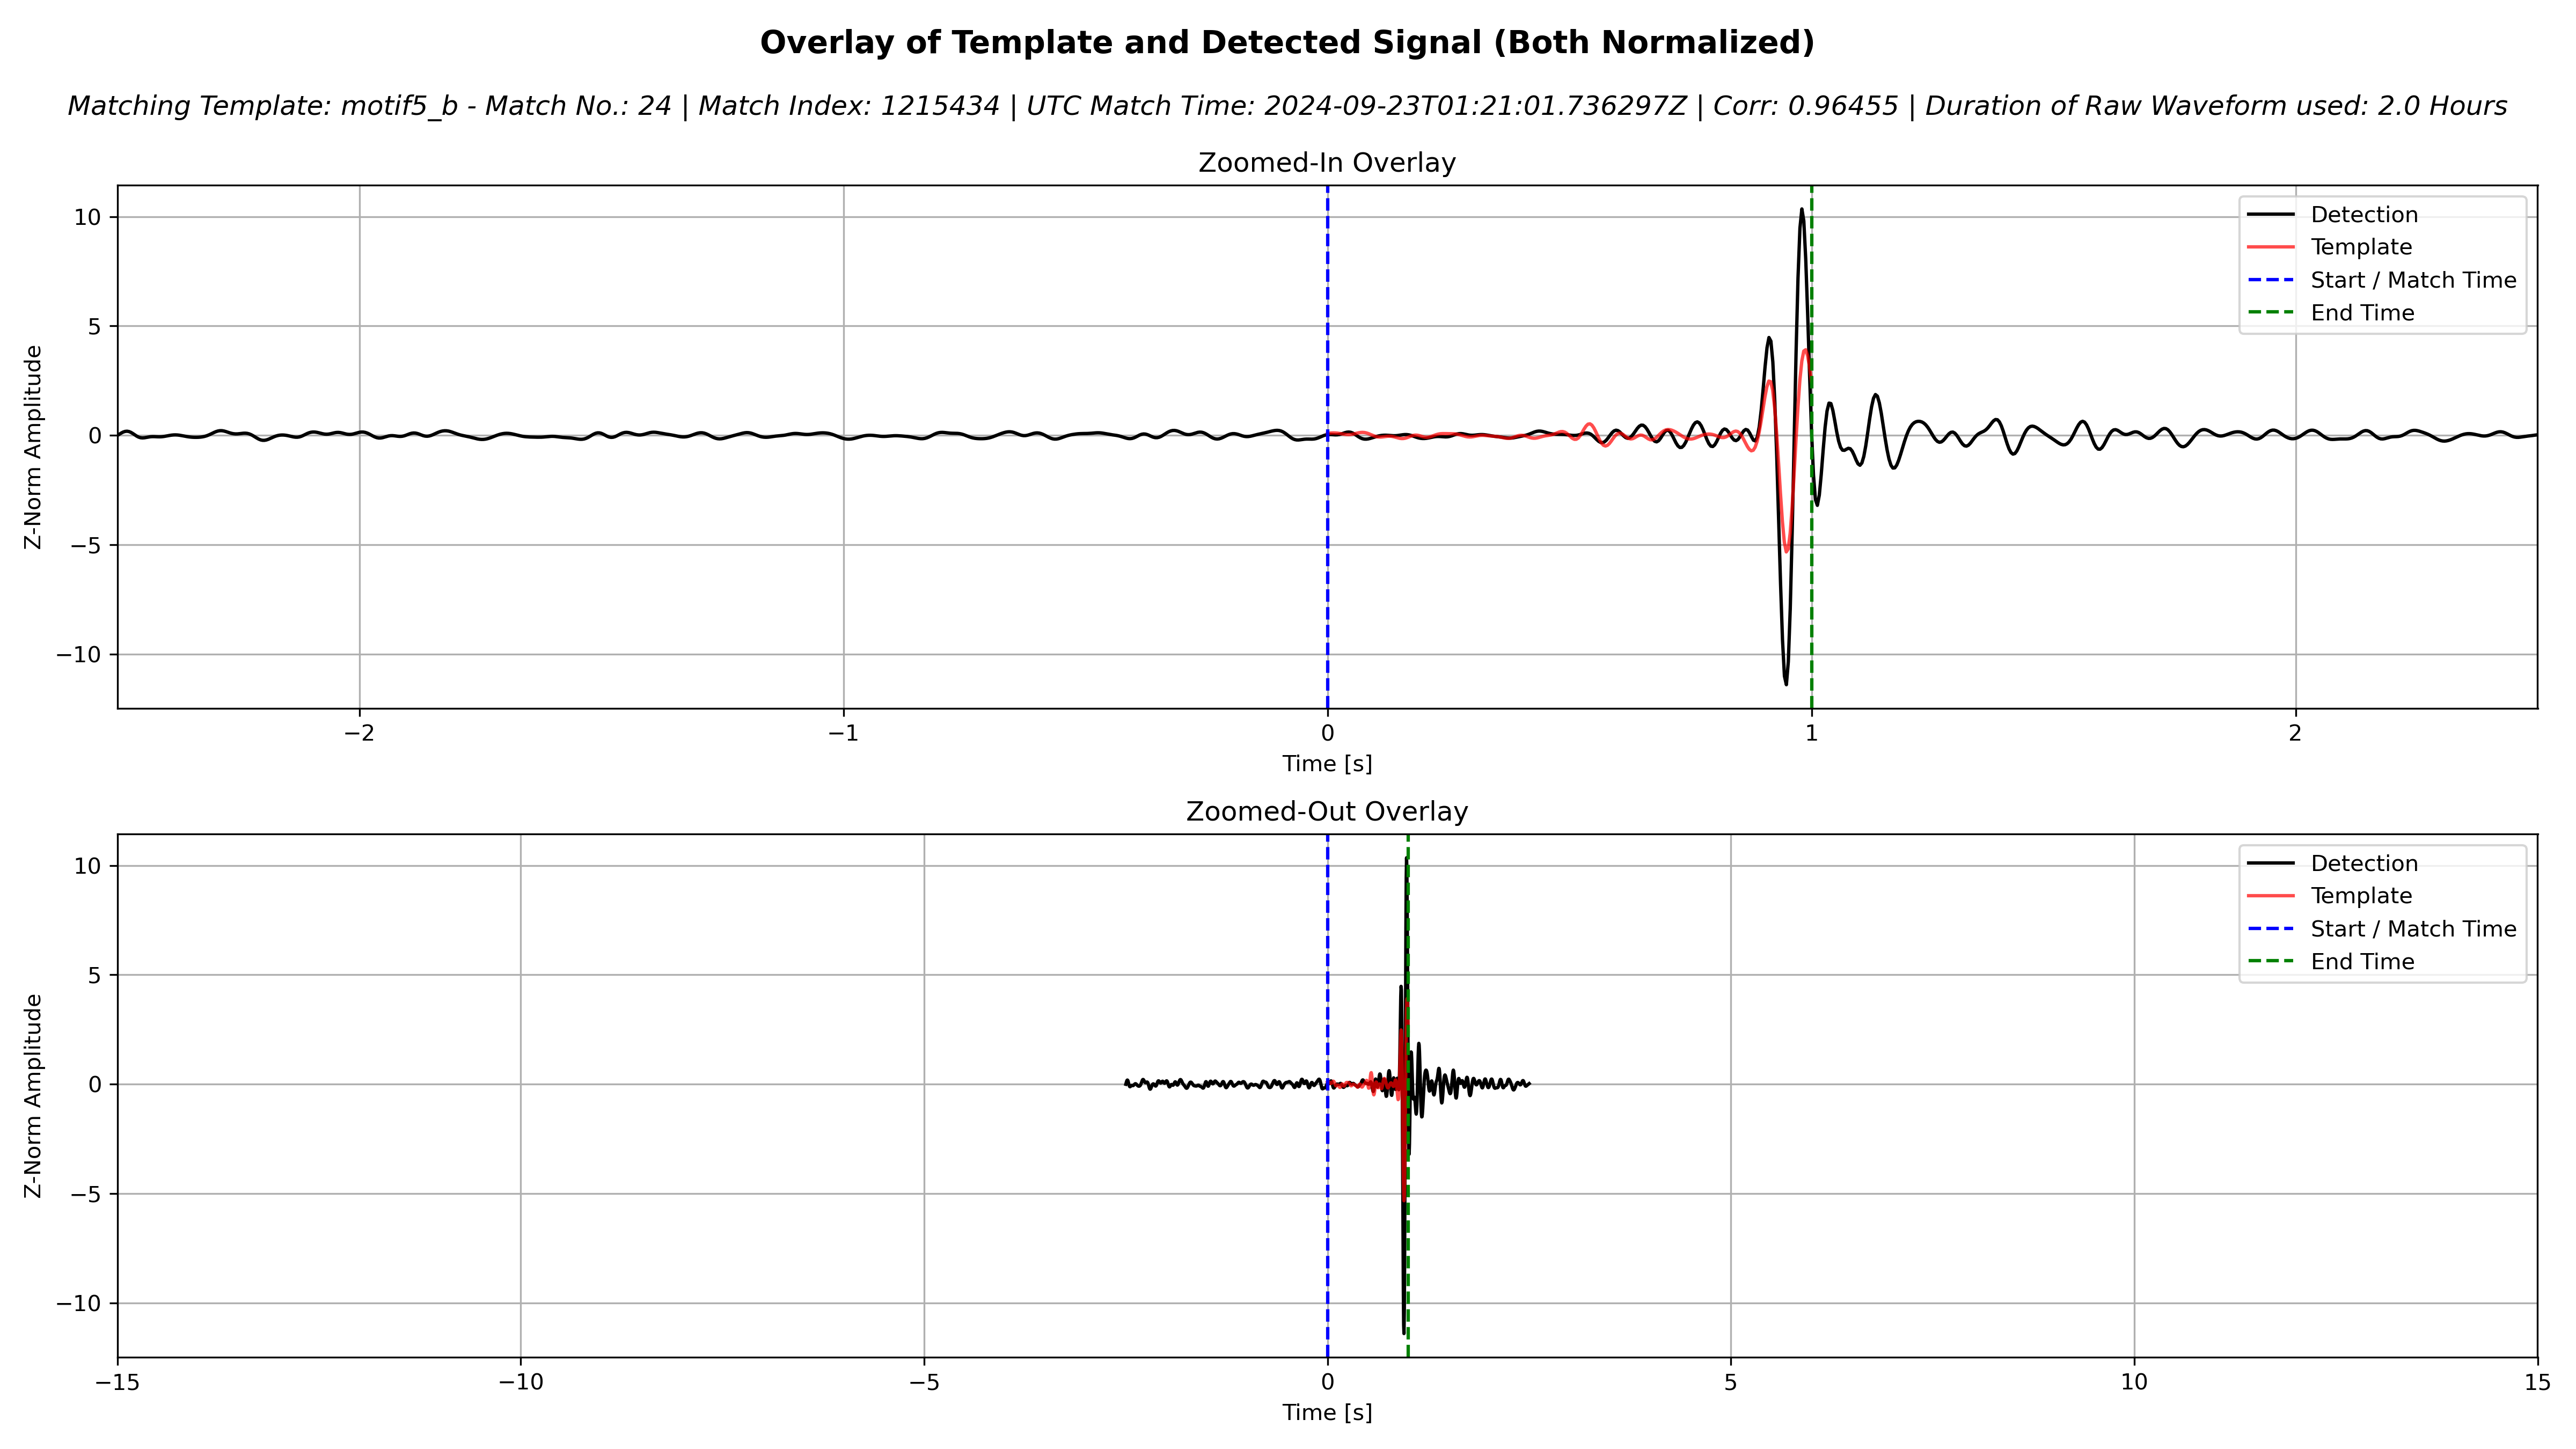 Overlay of Template and Detected Signal (Both Normalized)
Matching Template: motif5_b - Match No.: 24 | Match Index: 1215434 | UTC Match Time: 2024-09-23T01:21:01.736297Z | Corr: 0.96455 | Duration of Raw Waveform used: 2.0 Hours
Zoomed-In Overlay
Z-Norm Amplitude
10
5
0
−5
−10
Detection
Template
Start / Match Time
End Time
−2
−1
0
1
2
Time [s]
Zoomed-Out Overlay
Z-Norm Amplitude
10
5
0
−5
−10
Detection
Template
Start / Match Time
End Time
−15
−10
−5
0
5
10
15
Time [s]